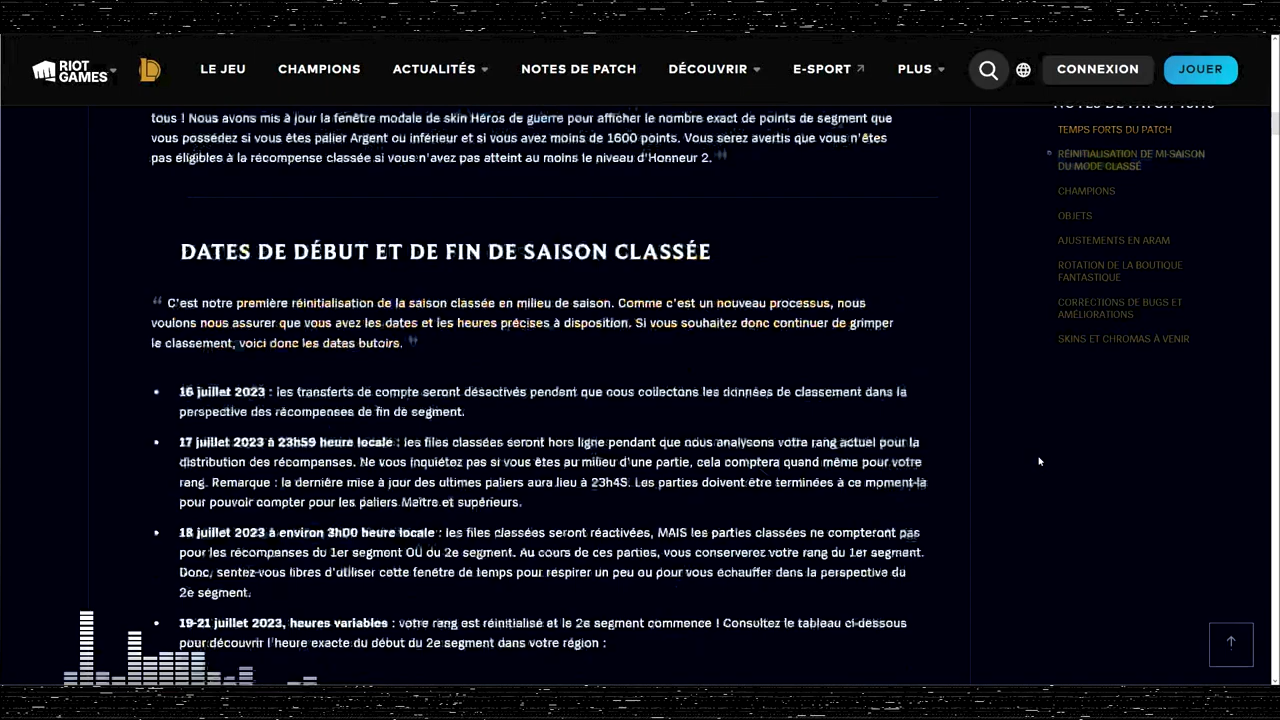 RIOT GAMES
LE JEU
CHAMPIONS
ACTUALITÉS
NOTES DE PATCH
DÉCOUVRIR
E-SPORT
PLUS
CONNEXION
JOUER
tous ! Nous avons mis à jour la fenêtre modale de skin Héros de guerre pour afficher le nombre exact de points de segment que
vous possédez si vous êtes palier Argent ou inférieur et si vous avez moins de 1600 points. Vous serez avertis que vous n'êtes
pas éligibles à la récompense classée si vous n'avez pas atteint au moins le niveau d'Honneur 2. "
DATES DE DÉBUT ET DE FIN DE SAISON CLASSÉE
" C'est notre première réinitialisation de la saison classée en milieu de saison. Comme c'est un nouveau processus, nous
voulons nous assurer que vous avez les dates et les heures précises à disposition. Si vous souhaitez donc continuer de grimper
le classement, voici donc les dates butoirs. "
• 16 juillet 2023 : les transferts de compte seront désactivés pendant que nous collectons les données de classement dans la
perspective des récompenses de fin de segment.
• 17 juillet 2023 à 23h59 heure locale : les files classées seront hors ligne pendant que nous analysons votre rang actuel pour la
distribution des récompenses. Ne vous inquiétez pas si vous êtes au milieu d'une partie, cela comptera quand même pour votre
rang. Remarque : la dernière mise à jour des ultimes paliers aura lieu à 23h45. Les parties doivent être terminées à ce moment-là
pour pouvoir compter pour les paliers Maître et supérieurs.
• 18 juillet 2023 à environ 3h00 heure locale : les files classées seront réactivées, MAIS les parties classées ne compteront pas
pour les récompenses du 1er segment OU du 2e segment. Au cours de ces parties, vous conserverez votre rang du 1er segment.
Donc, sentez-vous libres d'utiliser cette fenêtre de temps pour respirer un peu ou pour vous échauffer dans la perspective du
2e segment.
• 19-21 juillet 2023, heures variables : votre rang est réinitialisé et le 2e segment commence ! Consultez le tableau ci-dessous
pour découvrir l'heure exacte du début du 2e segment dans votre région :
TEMPS FORTS DU PATCH
RÉINITIALISATION DE MI-SAISON
DU MODE CLASSÉ
CHAMPIONS
OBJETS
AJUSTEMENTS EN ARAM
ROTATION DE LA BOUTIQUE
FANTASTIQUE
CORRECTIONS DE BUGS ET
AMÉLIORATIONS
SKINS ET CHROMAS À VENIR